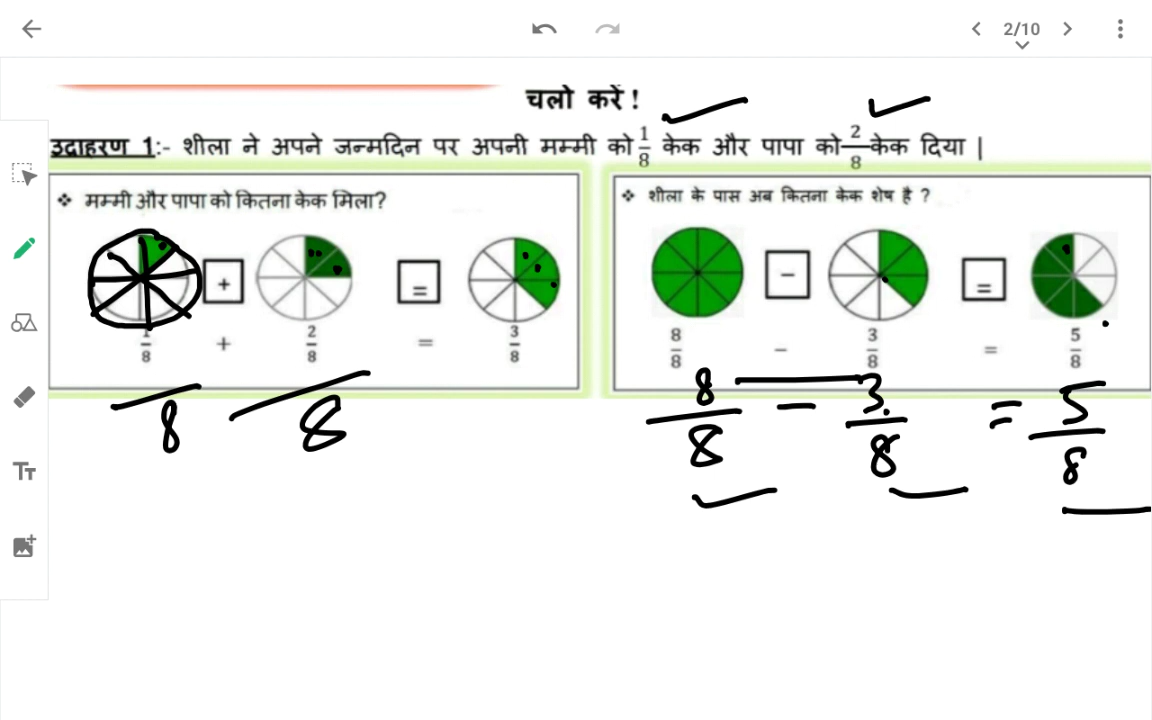 2/10
चलो करें !
उदाहरण 1:- शीला ने अपने जन्मदिन पर अपनी मम्मी को 1/8 केक और पापा को 2/8 केक दिया |
❖ मम्मी और पापा को कितना केक मिला?
+ =
1/8 + 2/8 = 3/8
❖ शीला के पास अब कितना केक शेष है ?
- =
8/8 - 3/8 = 5/8
8 8
8/8 - 3/8 = 5/8
Tт